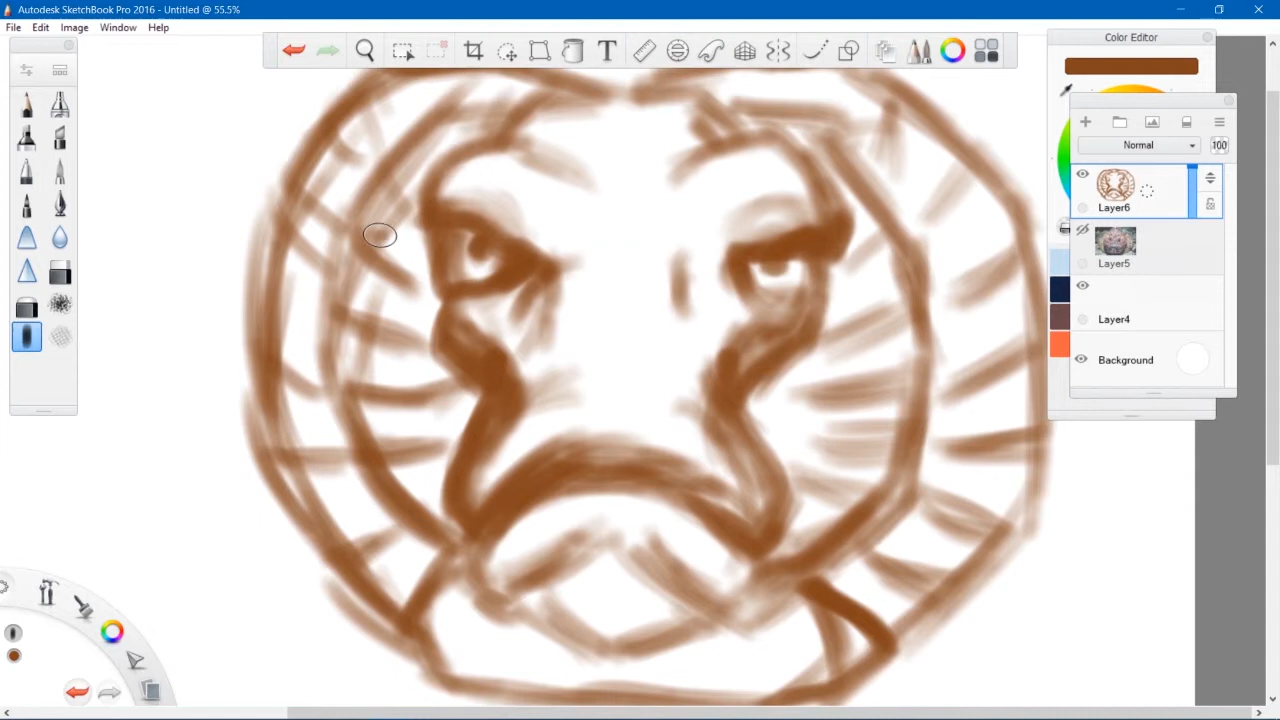 Autodesk SketchBook Pro 2016 - Untitled @ 55.5%
File Edit Image Window Help
T
Color Editor
Normal 100
Layer6
Layer5
Layer4
Background